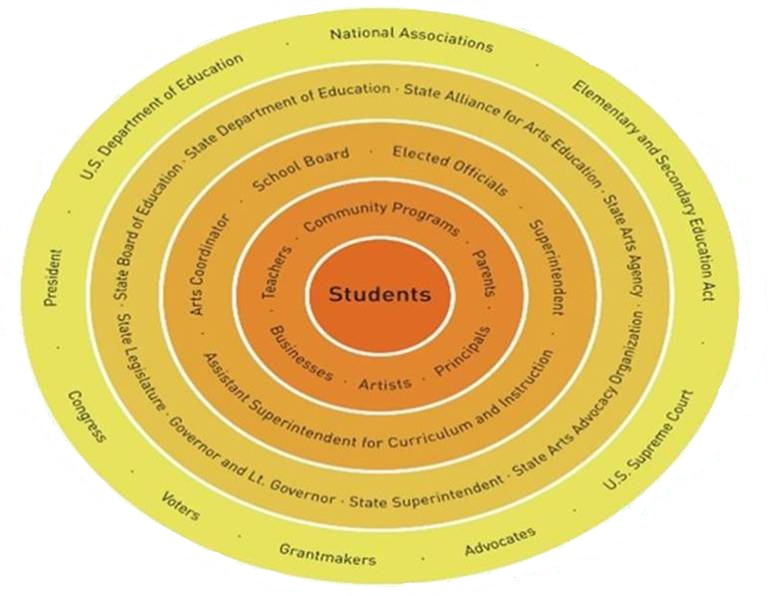 National Associations
Elementary and Secondary Education Act
U.S. Supreme Court
Advocates
Grantmakers
Voters
Congress
President
U.S. Department of Education
State Department of Education · State Alliance for Arts Education · State Arts Agency · State Arts Advocacy Organization · State Superintendent · Governor and Lt. Governor · State Legislature · State Board of Education ·
School Board
Elected Officials
Superintendent
Assistant Superintendent for Curriculum and Instruction
Arts Coordinator
Community Programs
Parents
Principals
Artists
Businesses
Teachers
Students